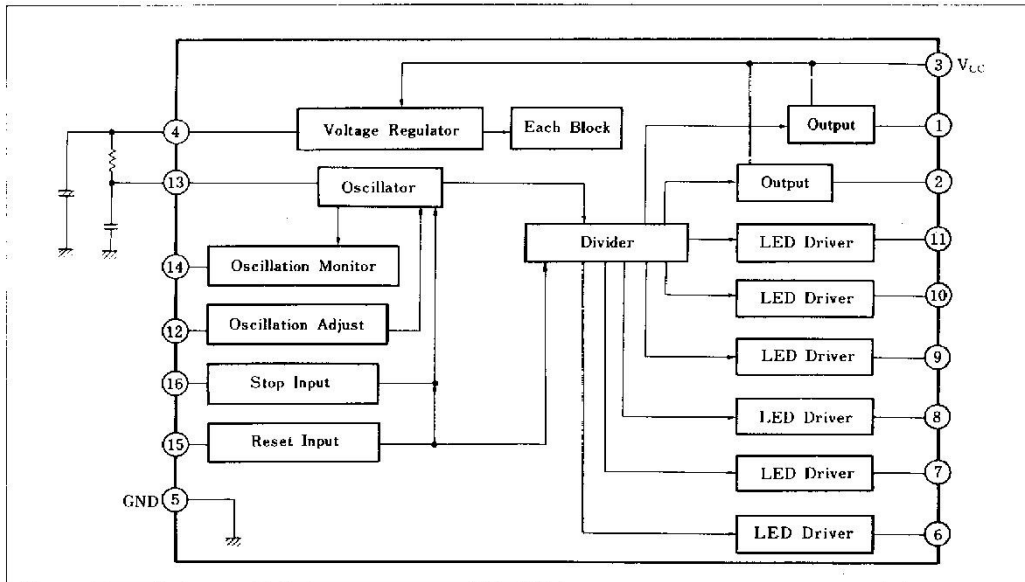 3 VCC
4 Voltage Regulator Each Block Output 1
13 Oscillator Output 2
Divider LED Driver 11
14 Oscillation Monitor
LED Driver 10
12 Oscillation Adjust
LED Driver 9
16 Stop Input
LED Driver 8
15 Reset Input
LED Driver 7
GND 5
LED Driver 6